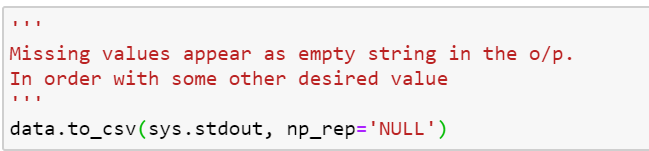 '''
Missing values appear as empty string in the o/p.
In order with some other desired value
'''
data.to_csv(sys.stdout, np_rep='NULL')